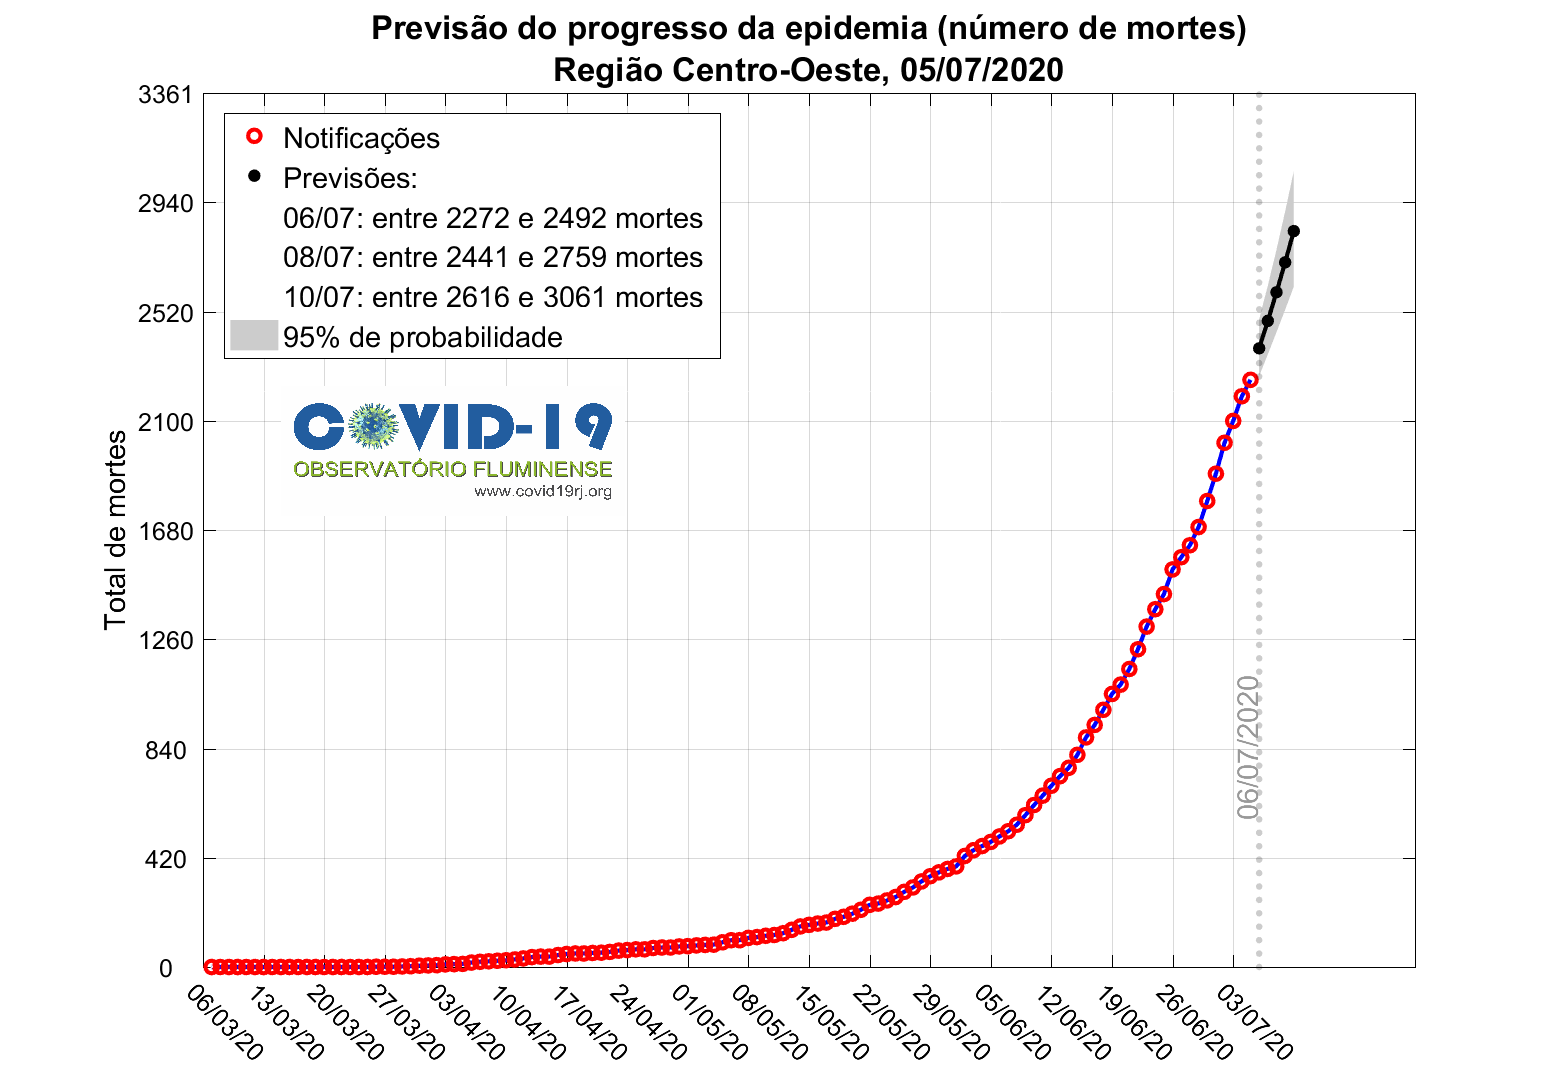 Previsão do progresso da epidemia (número de mortes)
Região Centro-Oeste, 05/07/2020
Notificações
Previsões:
06/07: entre 2272 e 2492 mortes
08/07: entre 2441 e 2759 mortes
10/07: entre 2616 e 3061 mortes
95% de probabilidade
COVID-19
OBSERVATÓRIO FLUMINENSE
www.covid19rj.org
Total de mortes
3361
2940
2520
2100
1680
1260
840
420
0
06/07/2020
06/03/20
13/03/20
20/03/20
27/03/20
03/04/20
10/04/20
17/04/20
24/04/20
01/05/20
08/05/20
15/05/20
22/05/20
29/05/20
05/06/20
12/06/20
19/06/20
26/06/20
03/07/20